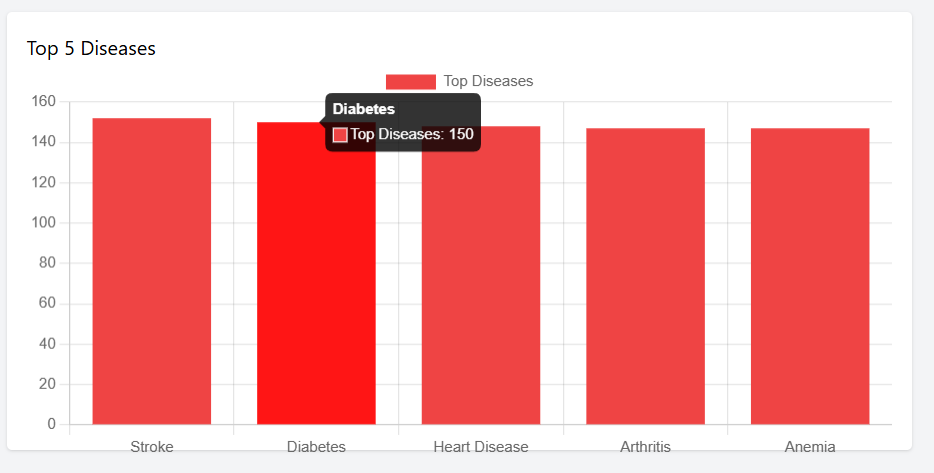 Top 5 Diseases
Top Diseases
160
Diabetes
Top Diseases: 150
140
120
100
80
60
40
20
0
Stroke Diabetes Heart Disease Arthritis Anemia